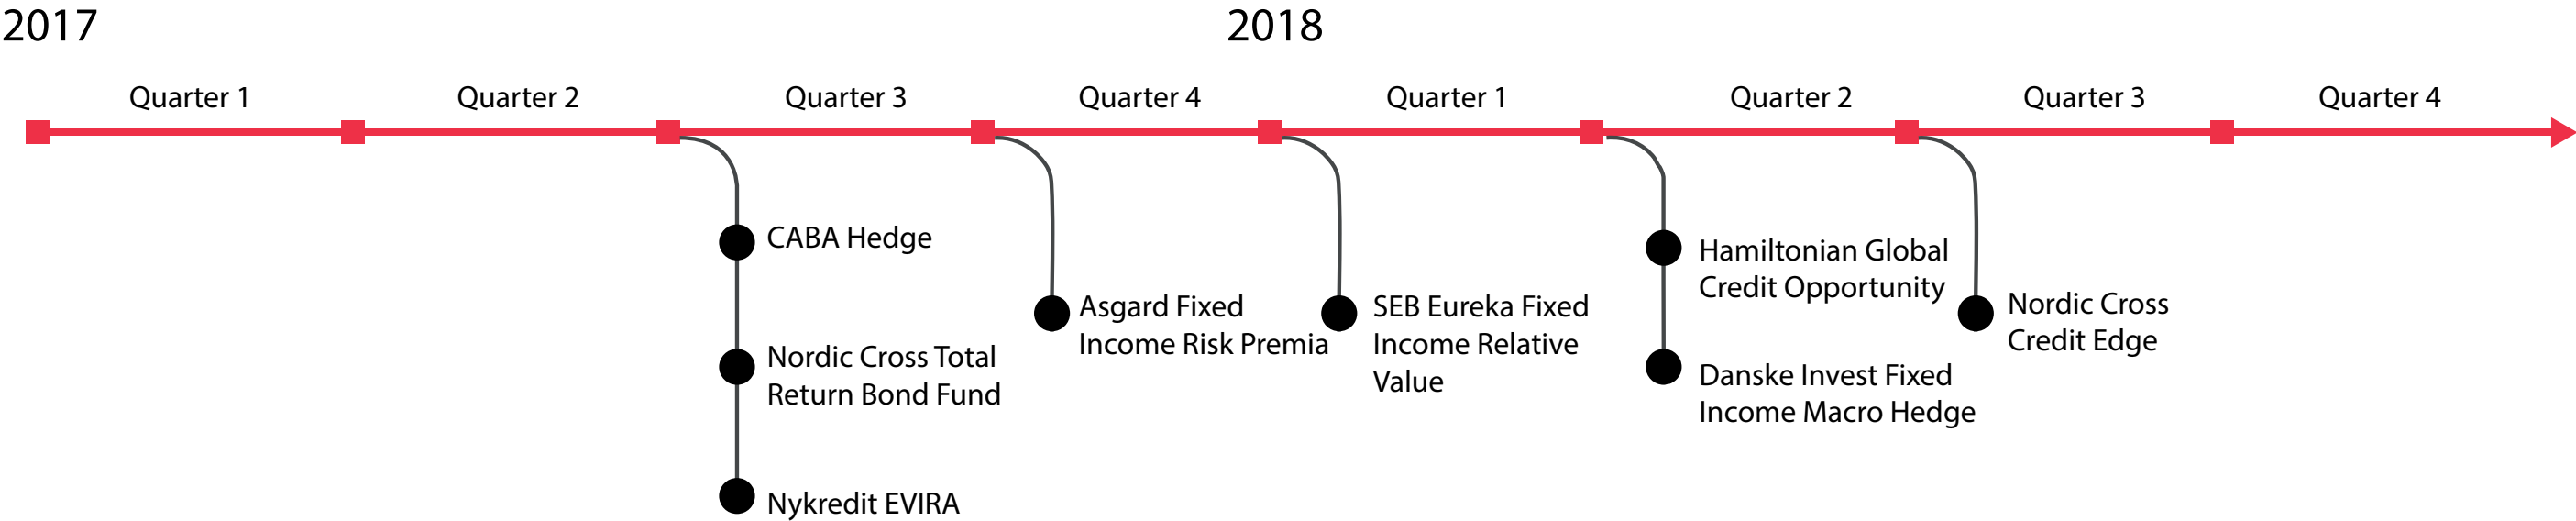 2017
2018
Quarter 1
Quarter 2
Quarter 3
Quarter 4
Quarter 1
Quarter 2
Quarter 3
Quarter 4
CABA Hedge
Nordic Cross Total
Return Bond Fund
Nykredit EVIRA
Asgard Fixed
Income Risk Premia
SEB Eureka Fixed
Income Relative
Value
Hamiltonian Global
Credit Opportunity
Danske Invest Fixed
Income Macro Hedge
Nordic Cross
Credit Edge